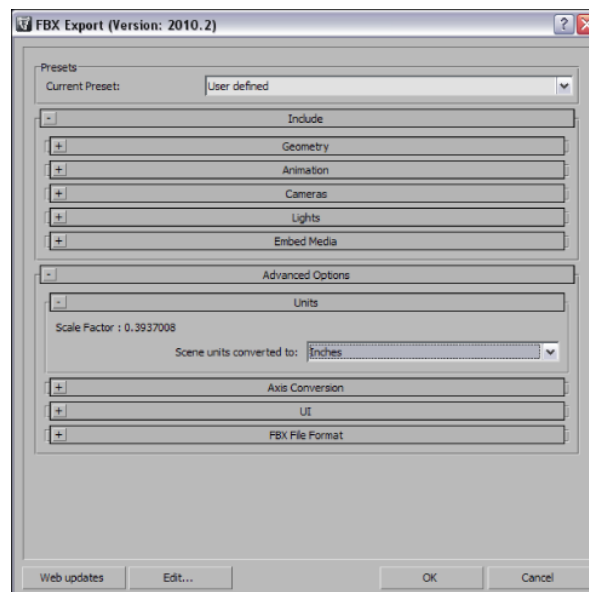 FBX Export (Version: 2010.2)
Presets
Current Preset: User defined
- Include
+ Geometry
+ Animation
+ Cameras
+ Lights
+ Embed Media
- Advanced Options
- Units
Scale Factor : 0.3937008
Scene units converted to: Inches
+ Axis Conversion
+ UI
+ FBX File Format
Web updates Edit... OK Cancel